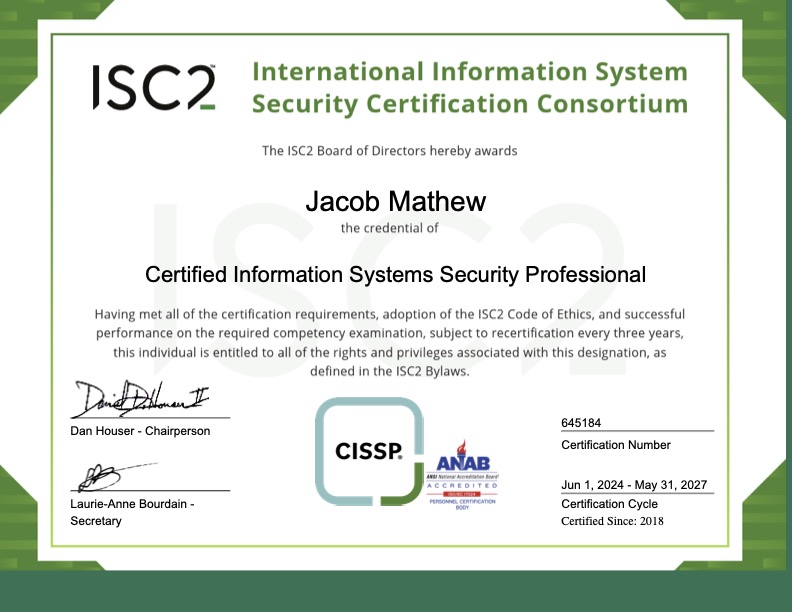 ISC2™
International Information System
Security Certification Consortium
The ISC2 Board of Directors hereby awards
Jacob Mathew
the credential of
Certified Information Systems Security Professional
Having met all of the certification requirements, adoption of the ISC2 Code of Ethics, and successful
performance on the required competency examination, subject to recertification every three years,
this individual is entitled to all of the rights and privileges associated with this designation, as
defined in the ISC2 Bylaws.
Dan Houser - Chairperson
Laurie-Anne Bourdain -
Secretary
CISSP®
ANAB
ANSI National Accreditation Board
ACCREDITED
ISO/IEC 17024
PERSONNEL CERTIFICATION
BODY
645184
Certification Number
Jun 1, 2024 - May 31, 2027
Certification Cycle
Certified Since: 2018
ISC2